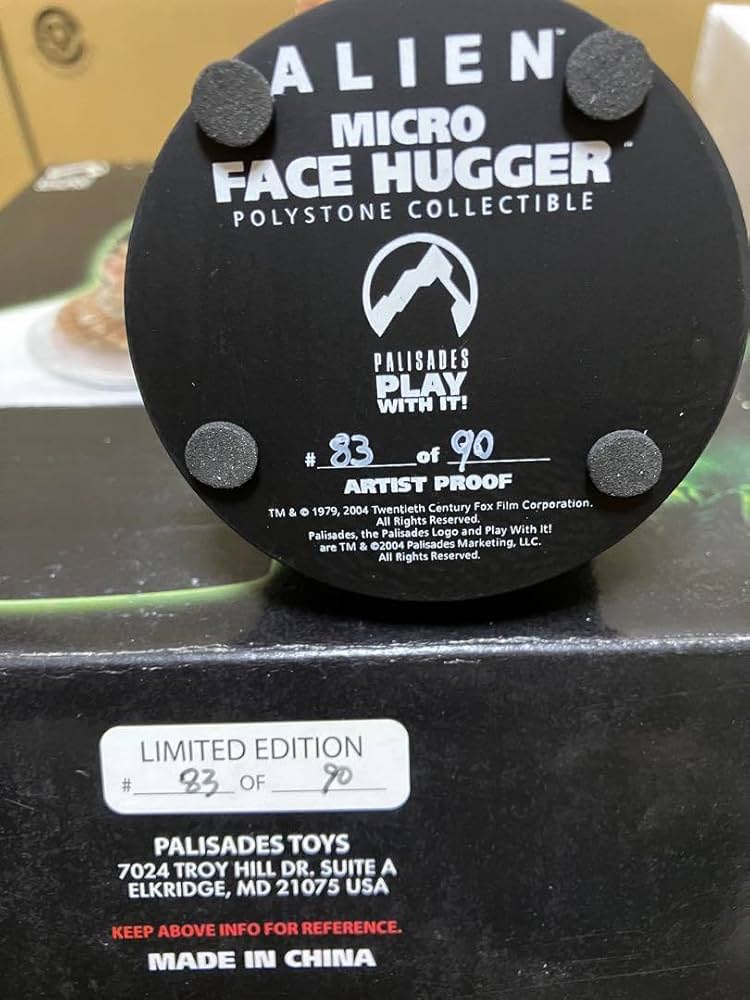 ALIEN™
MICRO
FACE HUGGER™
POLYSTONE COLLECTIBLE
PALISADES
PLAY
WITH IT!
# 83 of 90
ARTIST PROOF
TM & © 1979, 2004 Twentieth Century Fox Film Corporation.
All Rights Reserved.
Palisades, the Palisades Logo and Play With It!
are TM & ©2004 Palisades Marketing, LLC.
All Rights Reserved.
LIMITED EDITION
# 83 OF 90
PALISADES TOYS
7024 TROY HILL DR. SUITE A
ELKRIDGE, MD 21075 USA
KEEP ABOVE INFO FOR REFERENCE.
MADE IN CHINA